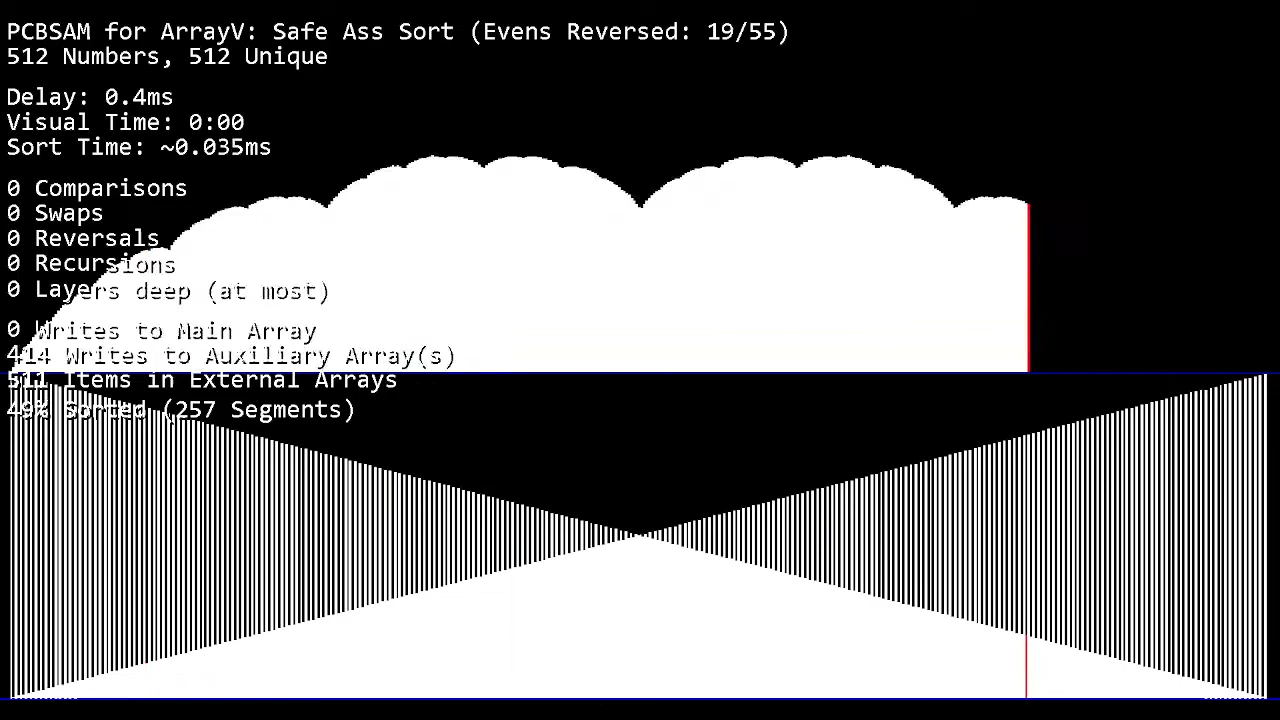 PCBSAM for ArrayV: Safe Ass Sort (Evens Reversed: 19/55)
512 Numbers, 512 Unique
Delay: 0.4ms
Visual Time: 0:00
Sort Time: ~0.035ms
0 Comparisons
0 Swaps
0 Reversals
0 Recursions
0 Layers deep (at most)
0 Writes to Main Array
414 Writes to Auxiliary Array(s)
511 Items in External Arrays
49% Sorted (257 Segments)